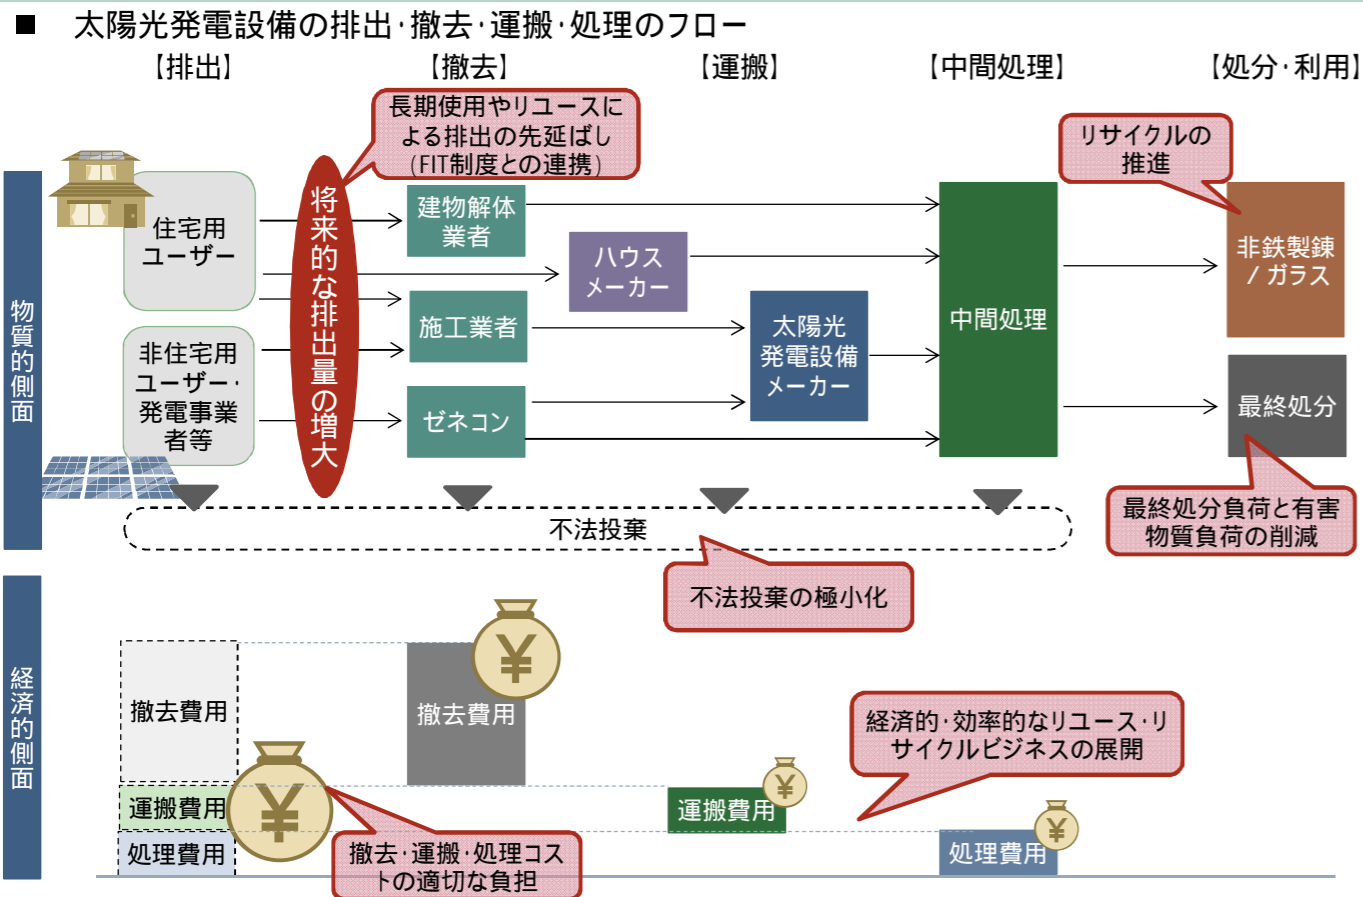 ■ 太陽光発電設備の排出・撤去・運搬・処理のフロー
【排出】
【撤去】
【運搬】
【中間処理】
【処分・利用】
長期使用やリユースに
よる排出の先延ばし
(FIT制度との連携)
リサイクルの
推進
物質的側面
住宅用
ユーザー
非住宅用
ユーザー・
発電事業
者等
将来的な排出量の増大
建物解体
業者
施工業者
ゼネコン
ハウス
メーカー
太陽光
発電設備
メーカー
中間処理
非鉄製錬
/ ガラス
最終処分
最終処分負荷と有害
物質負荷の削減
不法投棄
不法投棄の極小化
経済的側面
撤去費用
運搬費用
処理費用
¥
撤去・運搬・処理コス
トの適切な負担
撤去費用
¥
運搬費用
¥
経済的・効率的なリユース・リ
サイクルビジネスの展開
処理費用
¥